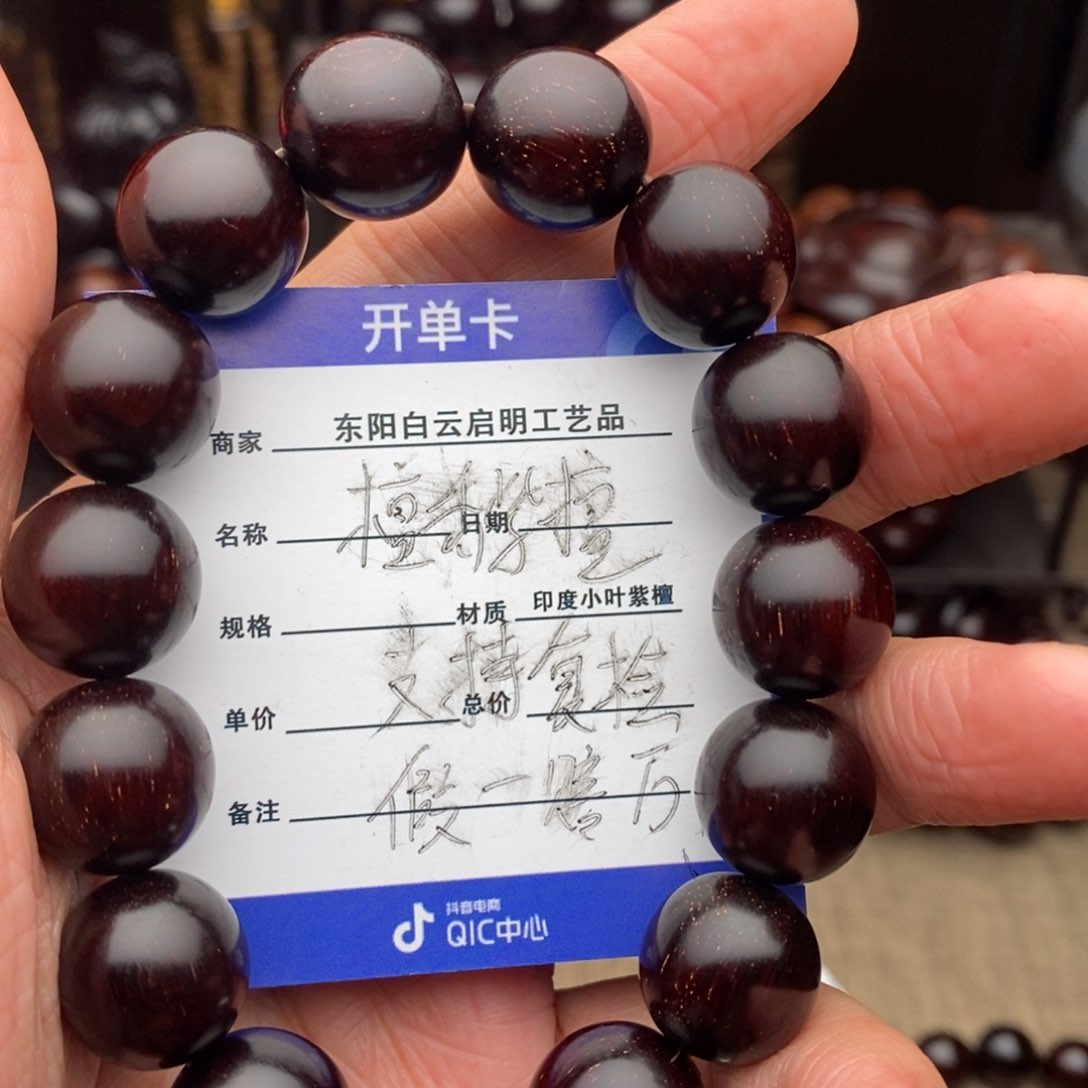 开单卡
商家 东阳白云启明工艺品
名称 日期
檀香紫檀
规格 材质 印度小叶紫檀
支持复检
单价 总价
假一赔万
备注
抖音电商
QIC中心